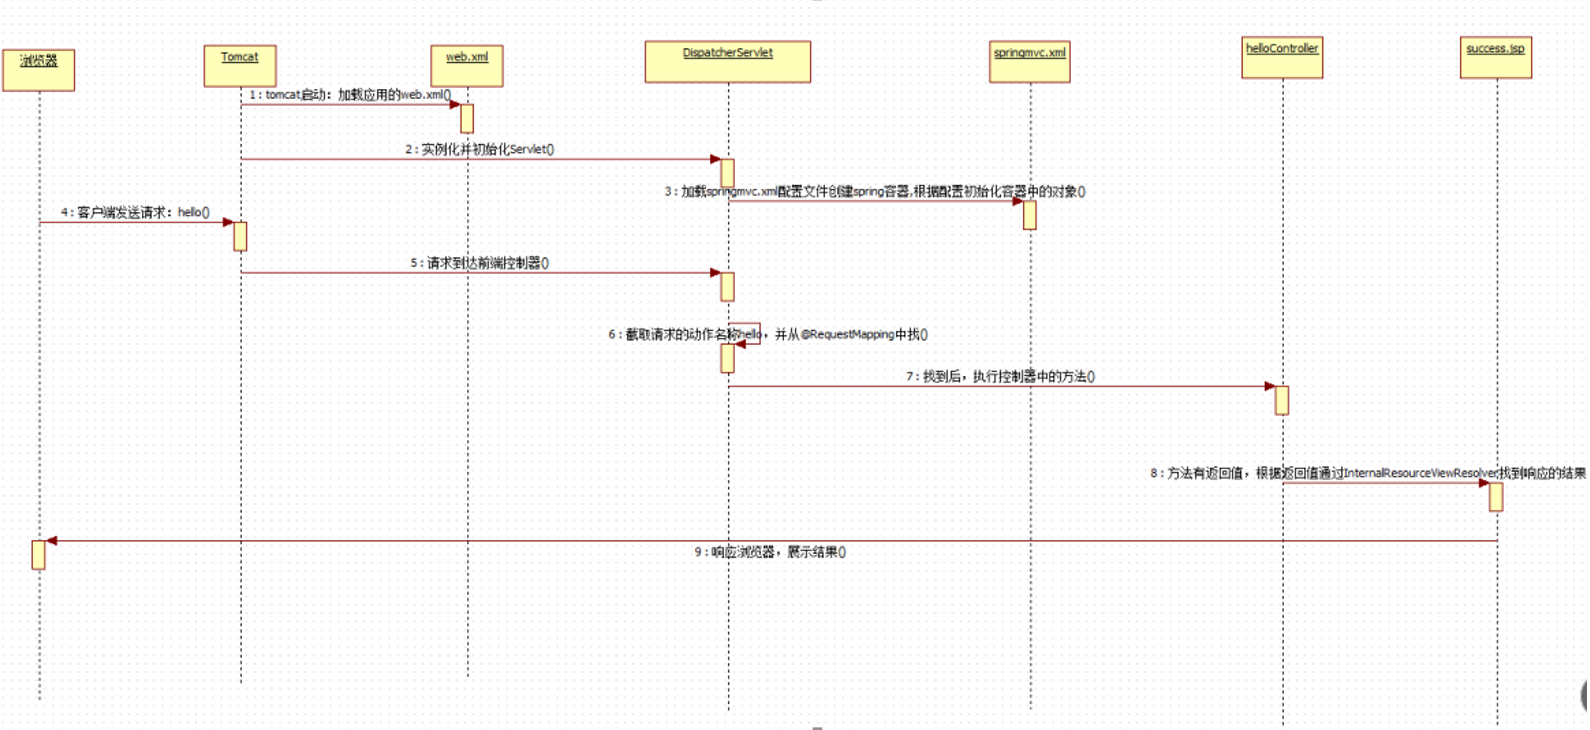 浏览器
Tomcat
web.xml
DispatcherServlet
springmvc.xml
helloController
success.jsp
1 : tomcat启动：加载应用的web.xml()
2 : 实例化并初始化Servlet()
3 : 加载springmvc.xml配置文件创建spring容器,根据配置初始化容器中的对象()
4 : 客户端发送请求：hello()
5 : 请求到达前端控制器()
6 : 截取请求的动作名称hello，并从@RequestMapping中找()
7 : 找到后，执行控制器中的方法()
8 : 方法有返回值，根据返回值通过InternalResourceViewResolver找到响应的结果
9 : 响应浏览器，展示结果()